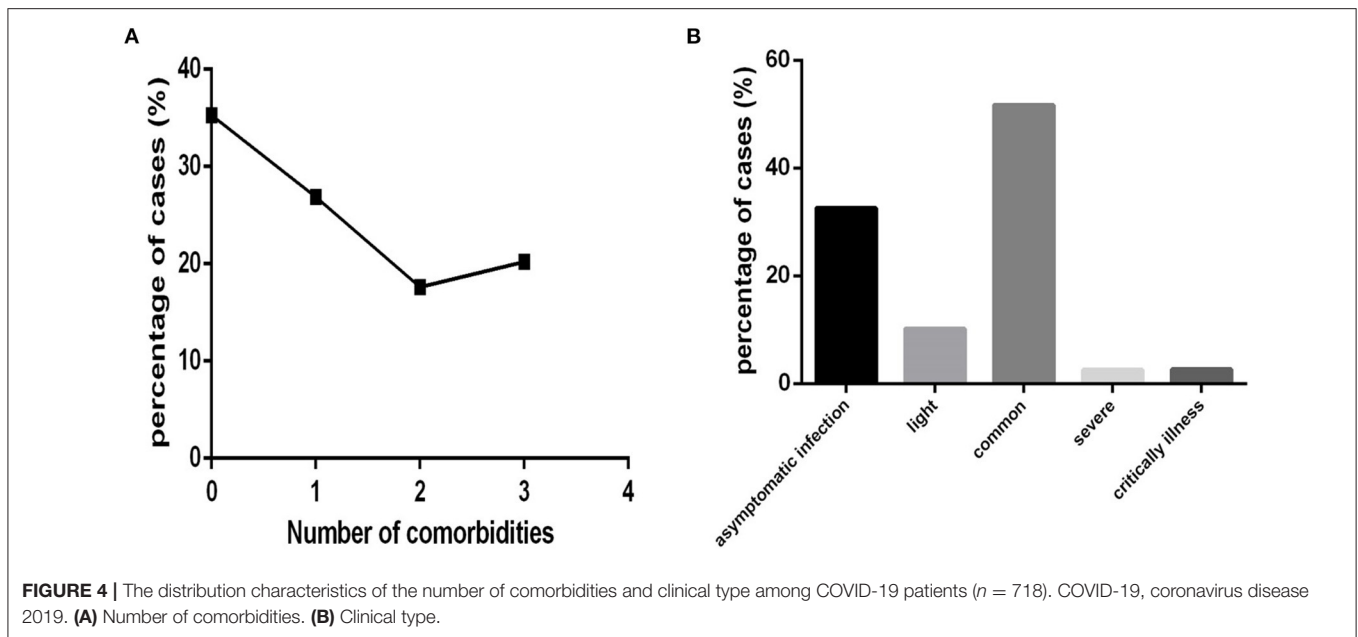 A
percentage of cases (%)
40
30
20
10
0
0 1 2 3 4
Number of comorbidities
B
percentage of cases (%)
60
40
20
0
asymptomatic infection
light
common
severe
critically illness
FIGURE 4 | The distribution characteristics of the number of comorbidities and clinical type among COVID-19 patients (n = 718). COVID-19, coronavirus disease
2019. (A) Number of comorbidities. (B) Clinical type.